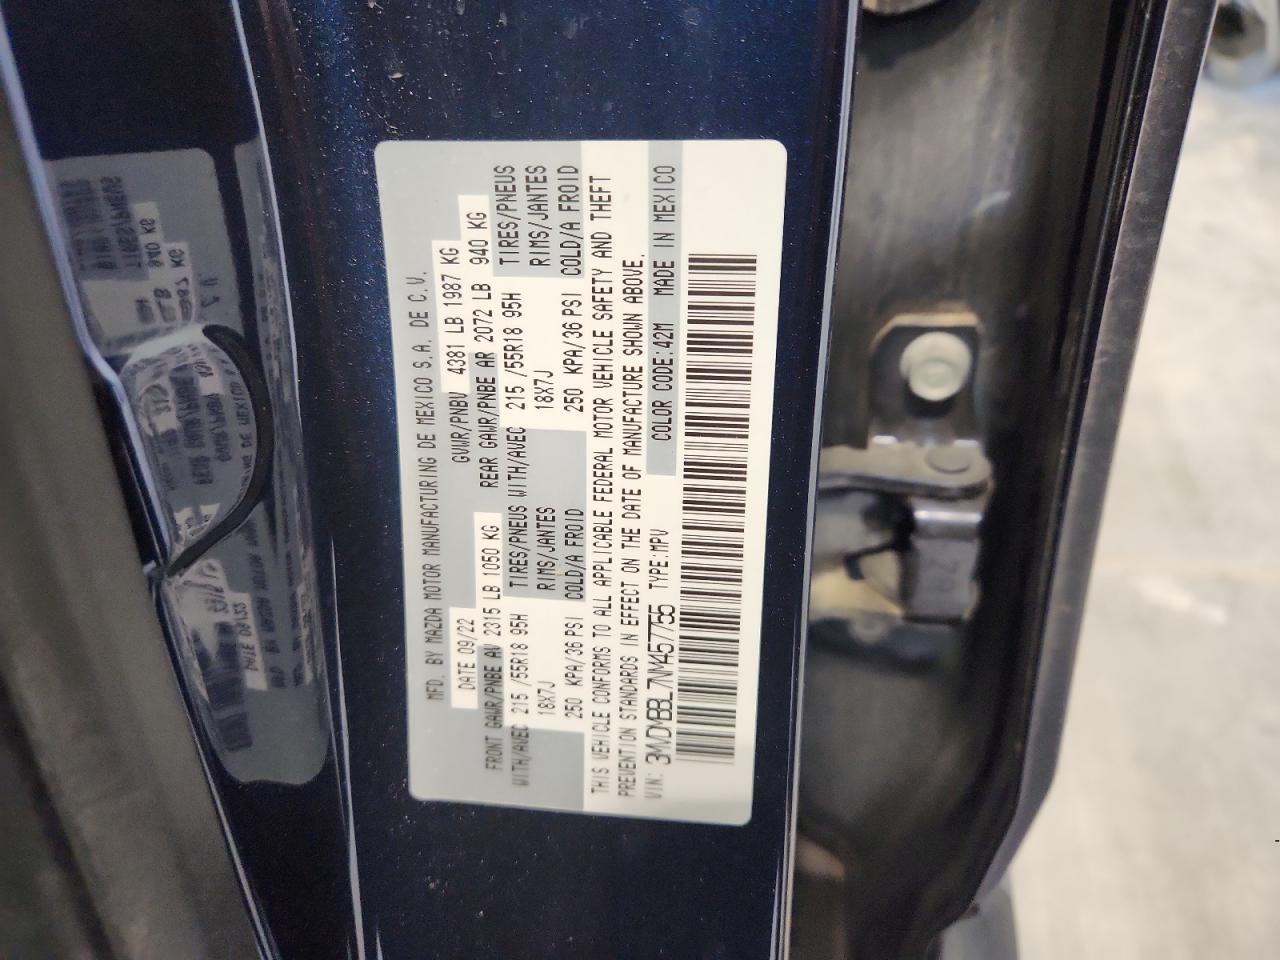 MFD. BY MAZDA MOTOR MANUFACTURING DE MEXICO S.A. DE C.V.
DATE 09/22 GVWR/PNBV 4381 LB 1987 KG
FRONT GAWR/PNBE AV 2315 LB 1050 KG REAR GAWR/PNBE AR 2072 LB 940 KG
WITH/AVEC 215 /55R18 95H TIRES/PNEUS WITH/AVEC 215 /55R18 95H TIRES/PNEUS
18X7J RIMS/JANTES 18X7J RIMS/JANTES
250 KPA/36 PSI COLD/A FROID 250 KPA/36 PSI COLD/A FROID
THIS VEHICLE CONFORMS TO ALL APPLICABLE FEDERAL MOTOR VEHICLE SAFETY AND THEFT
PREVENTION STANDARDS IN EFFECT ON THE DATE OF MANUFACTURE SHOWN ABOVE.
VIN: 3MVDMBBL7NM457755 TYPE:MPV COLOR CODE:42M MADE IN MEXICO